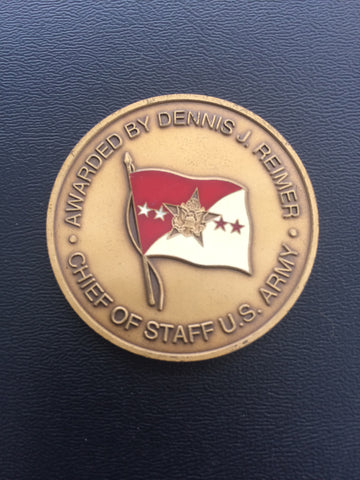 AWARDED BY DENNIS J. REIMER
CHIEF OF STAFF U.S. ARMY